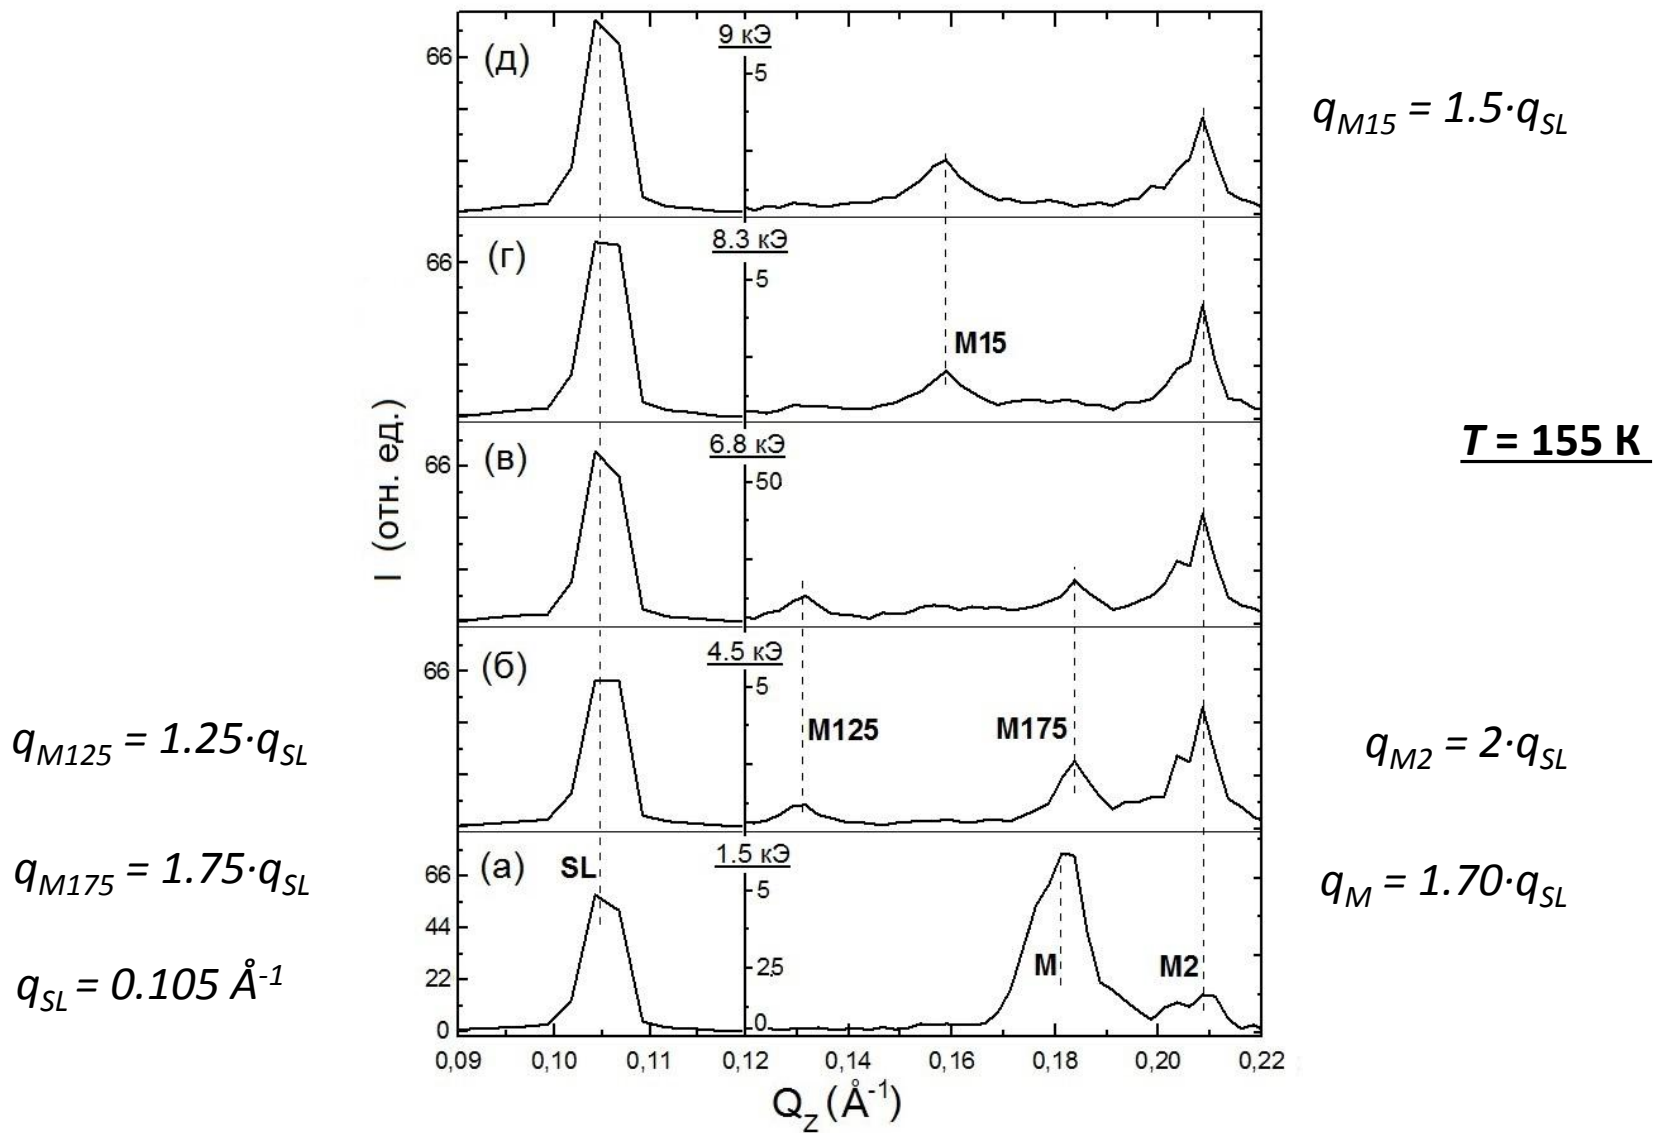 66
(д)
9 кЭ
5
q_M15 = 1.5·q_SL
66
(г)
8.3 кЭ
5
M15
66
(в)
6.8 кЭ
50
T = 155 К
66
(б)
4.5 кЭ
5
M125
M175
q_M125 = 1.25·q_SL
q_M2 = 2·q_SL
q_M175 = 1.75·q_SL
q_M = 1.70·q_SL
q_SL = 0.105 Å⁻¹
66
44
22
0
(а)
SL
1.5 кЭ
5
2,5
0
M
M2
I (отн. ед.)
0,09 0,10 0,11 0,12 0,14 0,16 0,18 0,20 0,22
Q_Z (Å⁻¹)